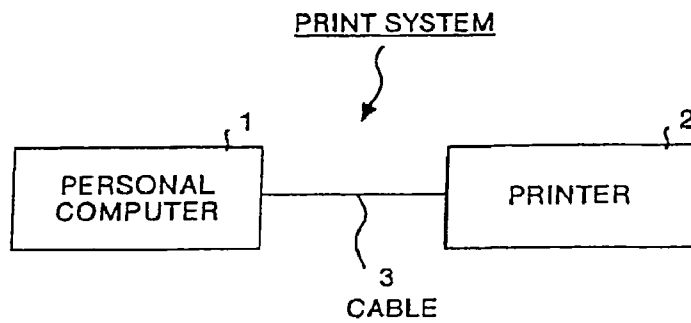 PRINT SYSTEM
1
PERSONAL
COMPUTER
2
PRINTER
3
CABLE